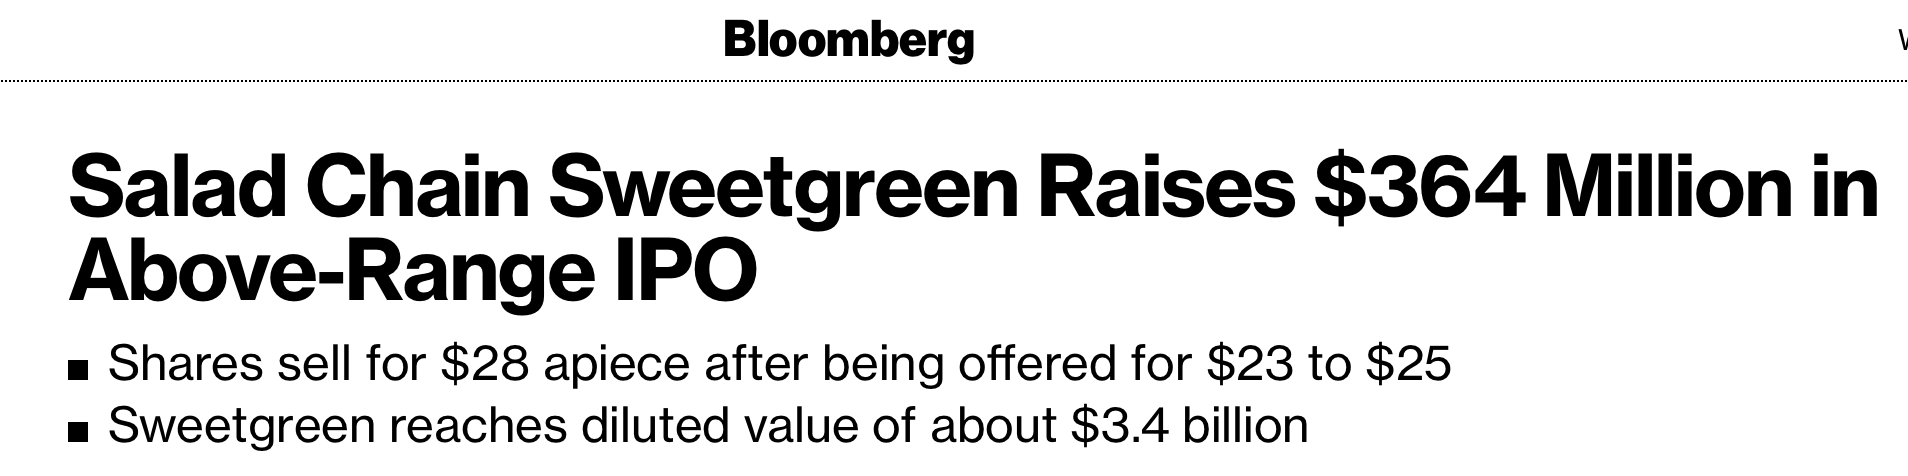 Bloomberg
Salad Chain Sweetgreen Raises $364 Million in
Above-Range IPO
■ Shares sell for $28 apiece after being offered for $23 to $25
■ Sweetgreen reaches diluted value of about $3.4 billion